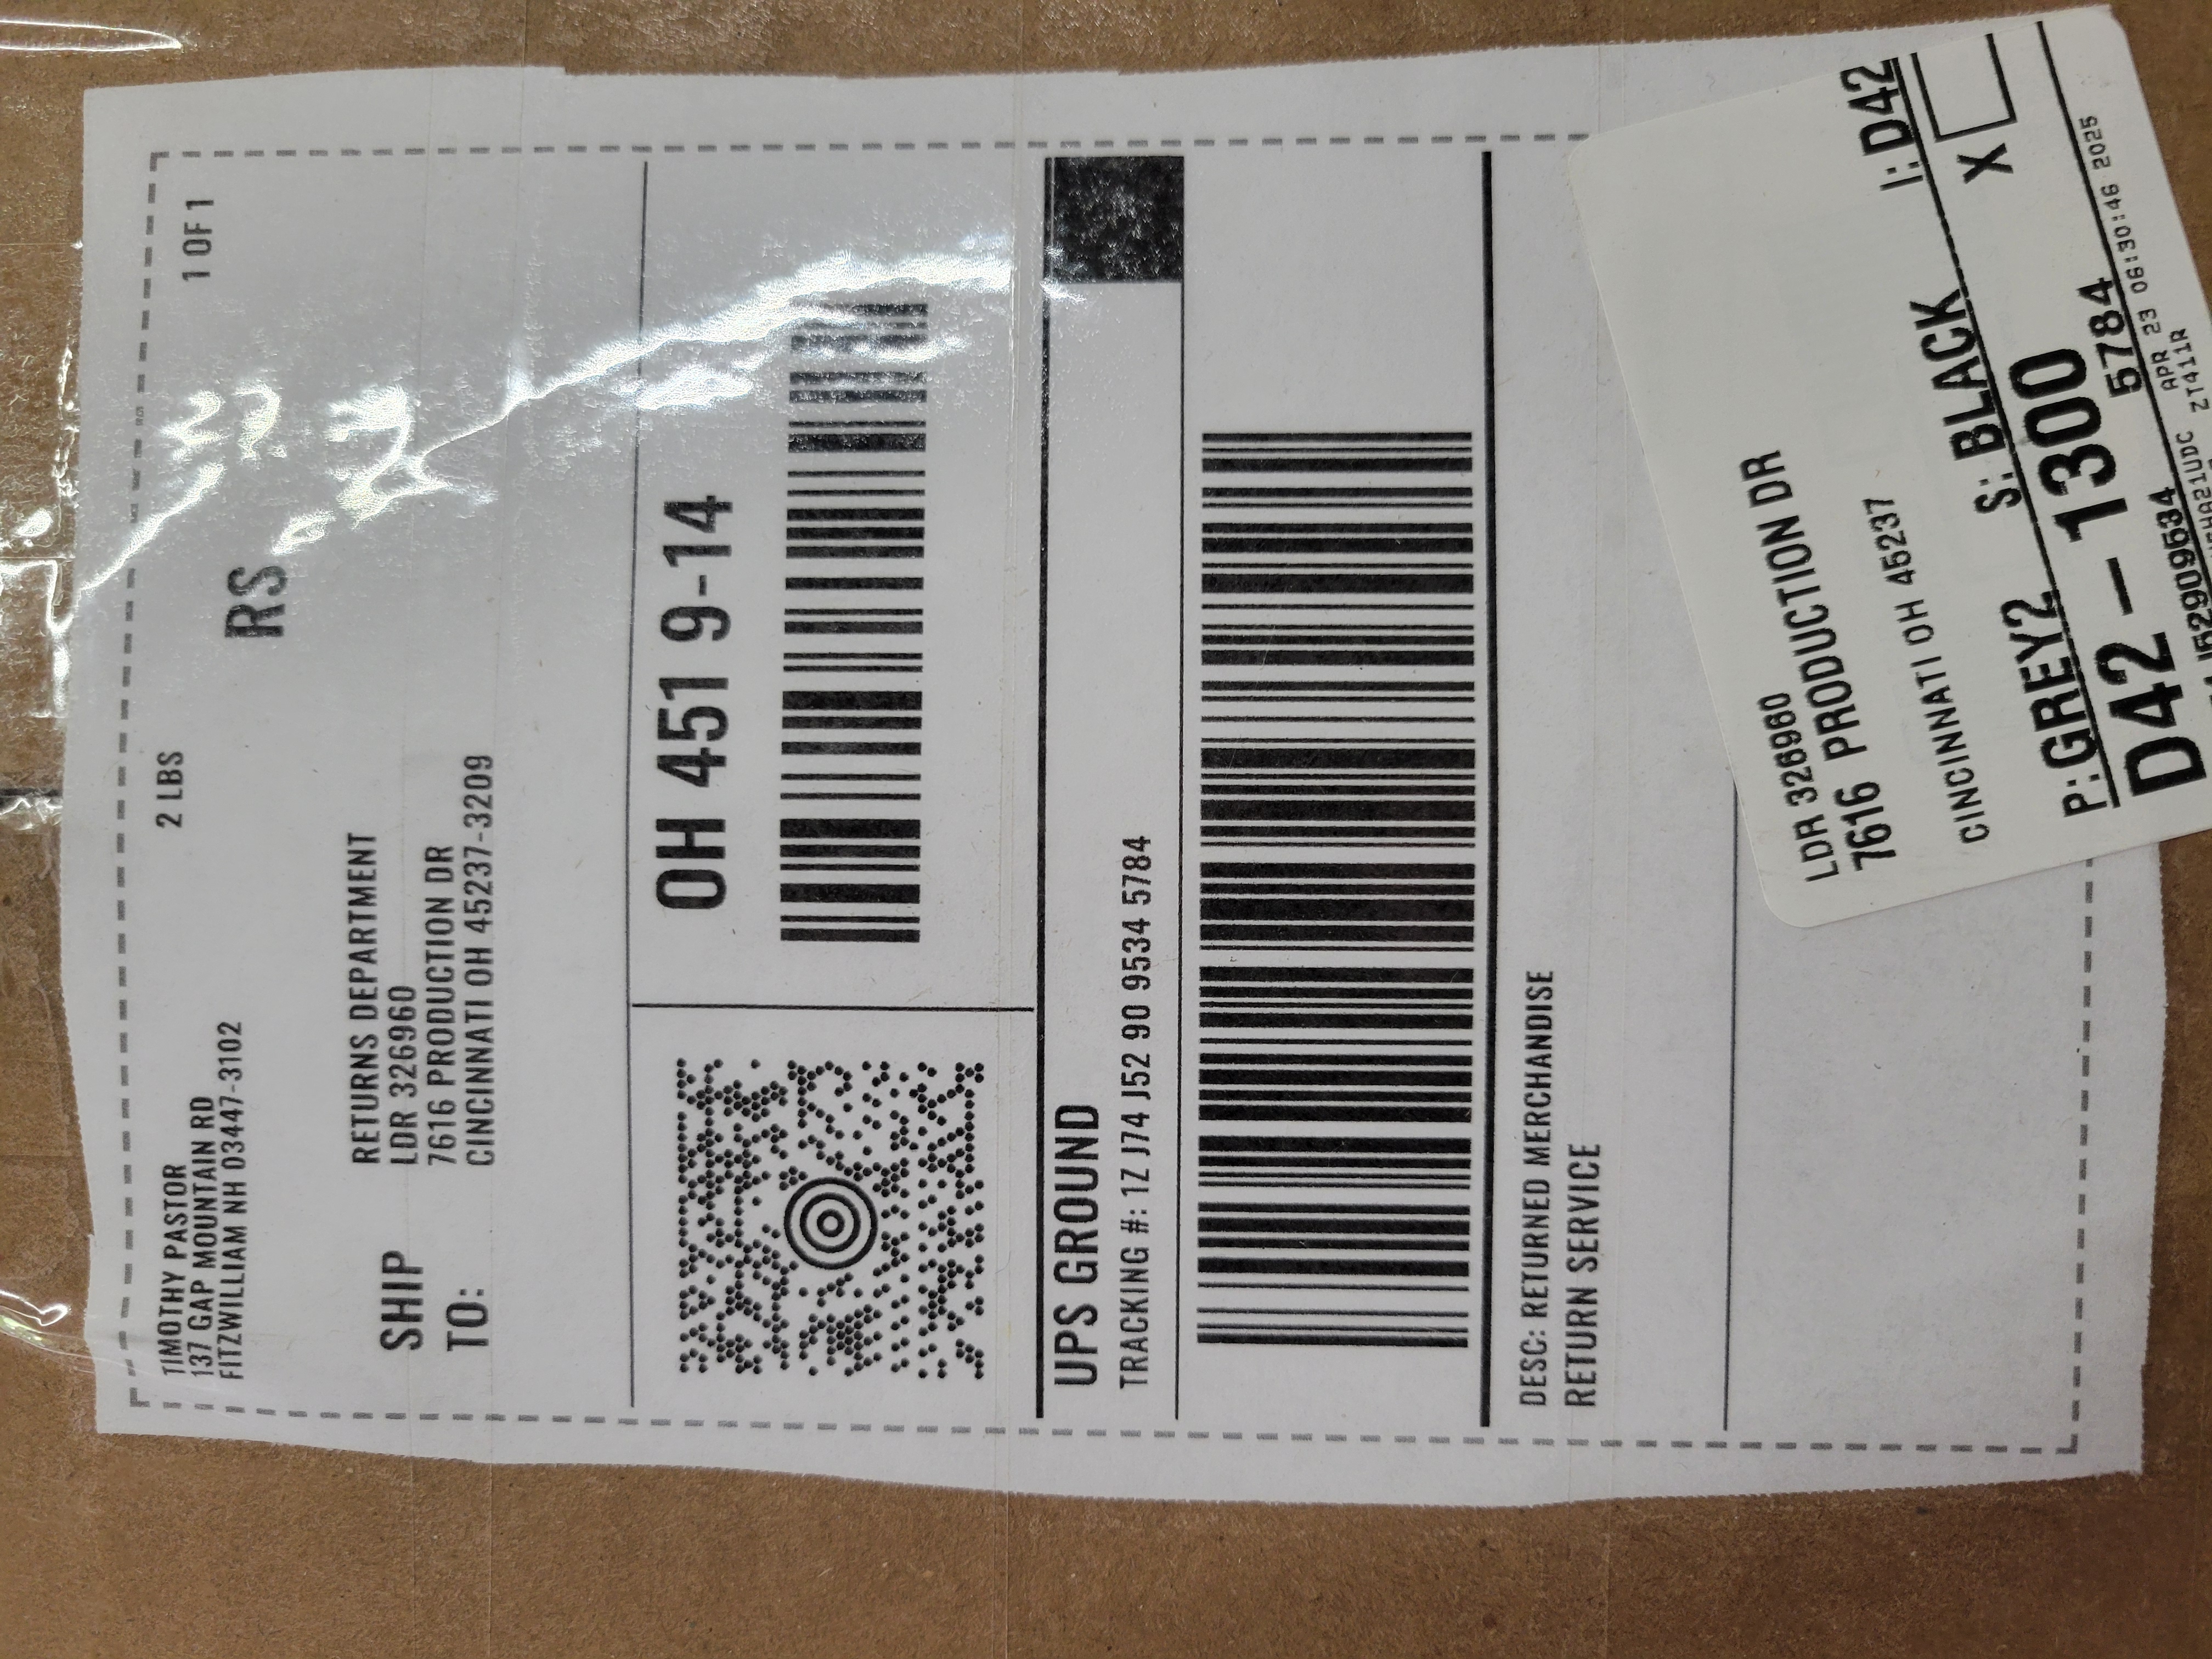 TIMOTHY PASTOR
137 GAP MOUNTAIN RD
FITZWILLIAM NH 03447-3102
2 LBS
1 OF 1
RS
SHIP
TO:
RETURNS DEPARTMENT
LDR 326960
7616 PRODUCTION DR
CINCINNATI OH 45237-3209
OH 451 9-14
UPS GROUND
TRACKING #: 1Z J74 J52 90 9534 5784
DESC: RETURNED MERCHANDISE
RETURN SERVICE
LDR 326960
7616 PRODUCTION DR
CINCINNATI OH 45237
P: GREY2 S: BLACK I: D42
D42 – 1300 X
5784
APR 23 06:30:46 2025
ZT411R